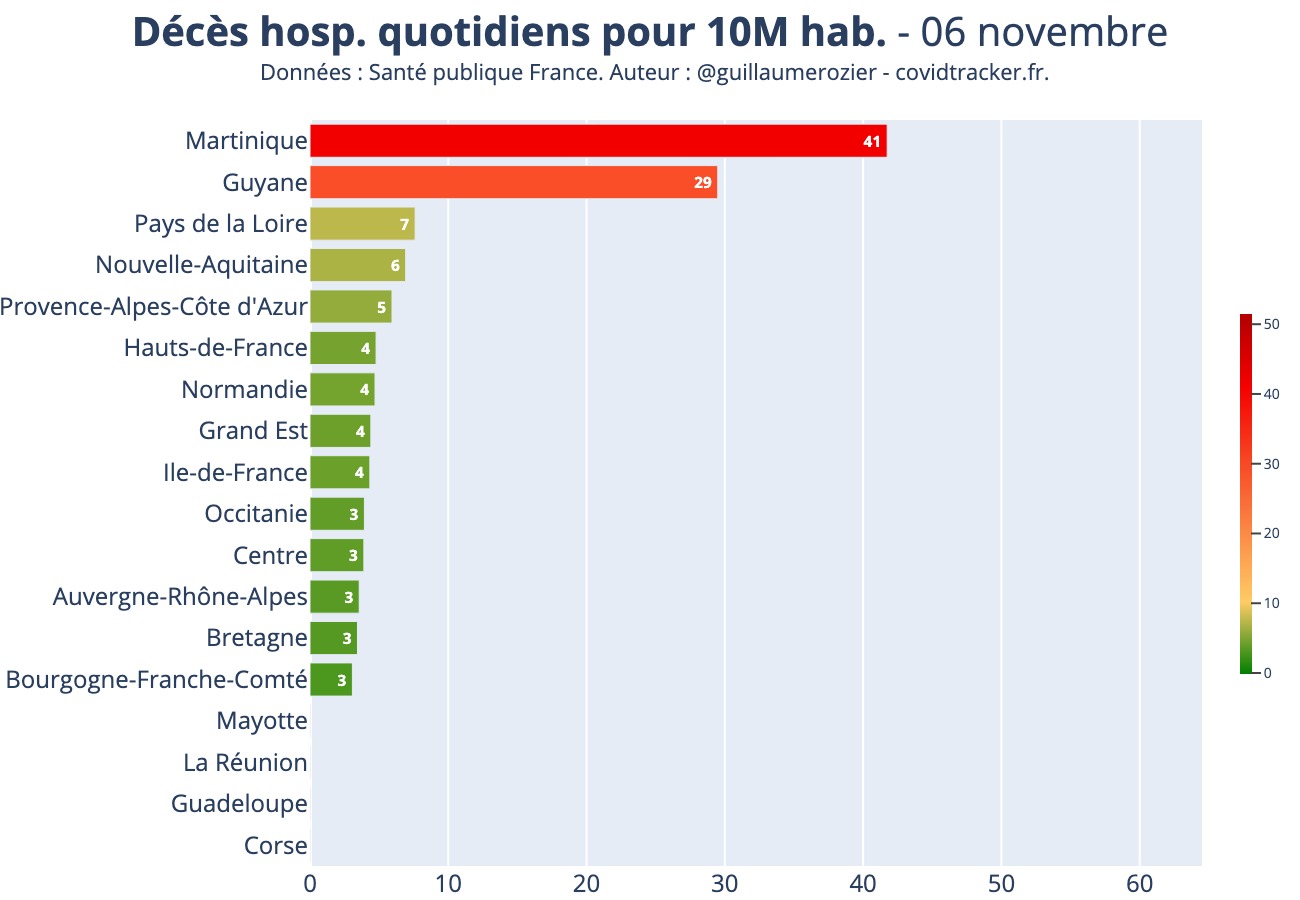 Décès hosp. quotidiens pour 10M hab. - 06 novembre
Données : Santé publique France. Auteur : @guillaumerozier - covidtracker.fr.
Martinique 41
Guyane 29
Pays de la Loire 7
Nouvelle-Aquitaine 6
Provence-Alpes-Côte d'Azur 5
Hauts-de-France 4
Normandie 4
Grand Est 4
Ile-de-France 4
Occitanie 3
Centre 3
Auvergne-Rhône-Alpes 3
Bretagne 3
Bourgogne-Franche-Comté 3
Mayotte
La Réunion
Guadeloupe
Corse
0 10 20 30 40 50 60
50
40
30
20
10
0